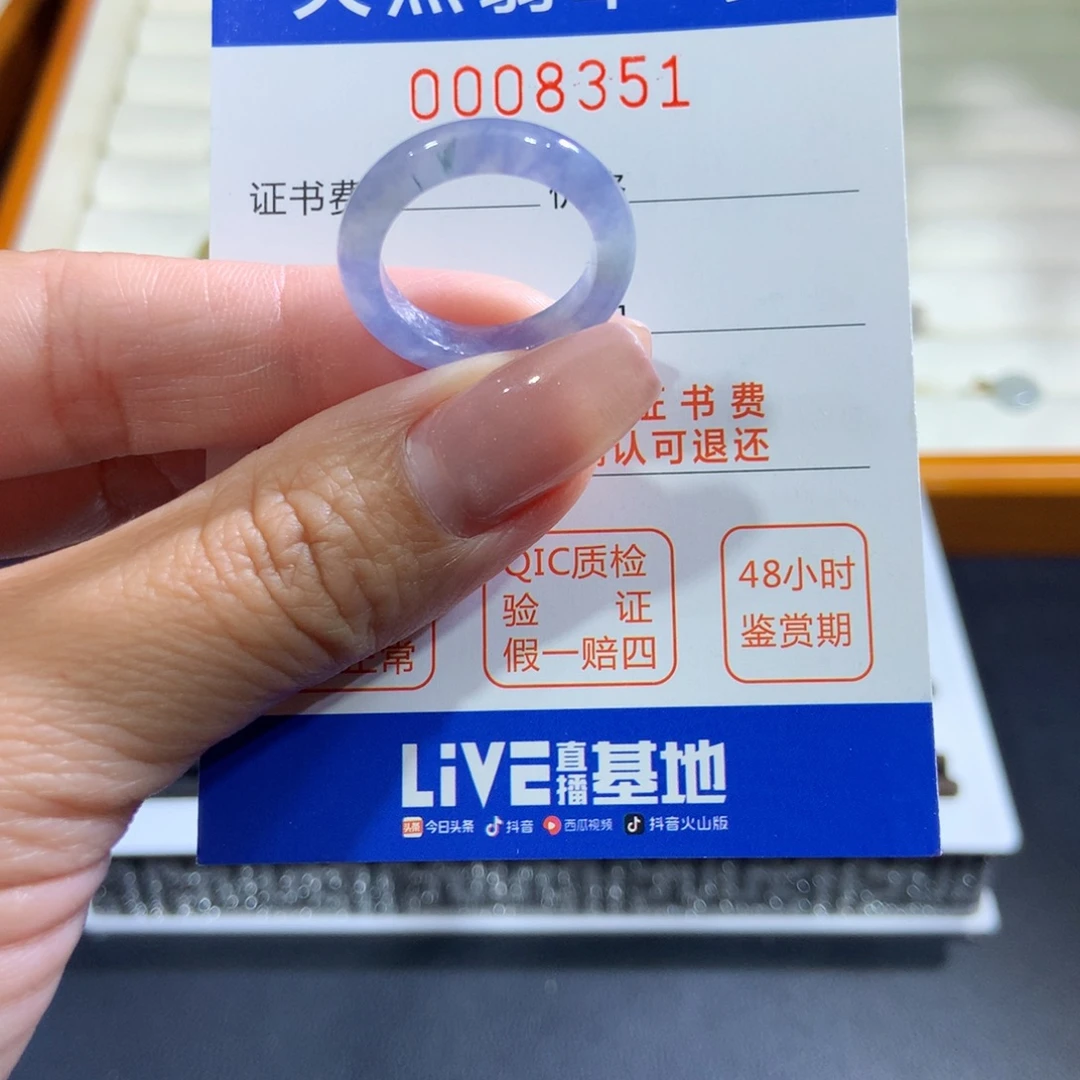 0008351
证书费
证书费
认可退还
QIC质检
验 证
假一赔四
48小时
鉴赏期
正常
LiVE直播基地
今日头条 抖音 西瓜视频 抖音火山版